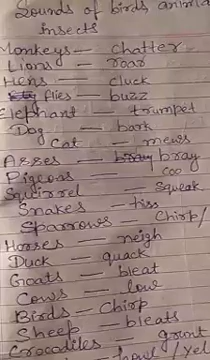 Sounds of birds, anima
insects
Monkeys — chatter
Lions — roar
Hens — cluck
flies — buzz
Elephant — trumpet
Dog — bark
Cat — mews
Asses — bray
Pigeons — coo
Squirrel — squeak
Snakes — hiss
Sparrows — Chirp/
Horses — neigh
Duck — quack
Goats — bleat
Cows — low
Birds — Chirp
Sheep — bleats
Crocodiles — grunt
— howl / yel